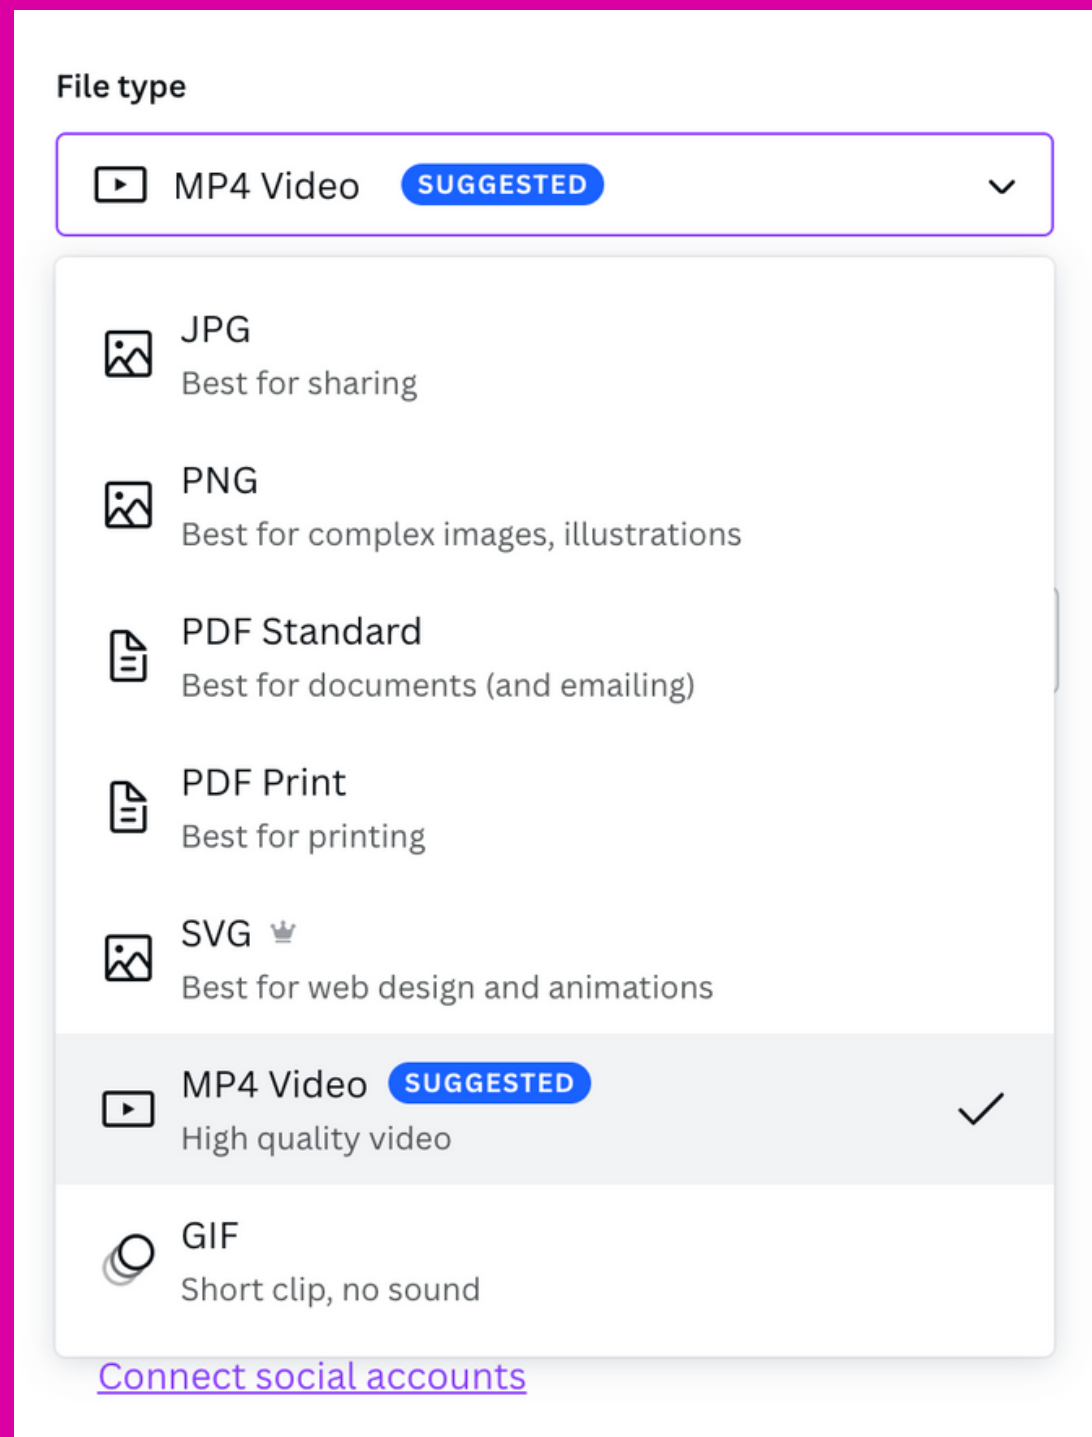 File type
MP4 Video SUGGESTED
JPG
Best for sharing
PNG
Best for complex images, illustrations
PDF Standard
Best for documents (and emailing)
PDF Print
Best for printing
SVG
Best for web design and animations
MP4 Video SUGGESTED
High quality video
GIF
Short clip, no sound
Connect social accounts